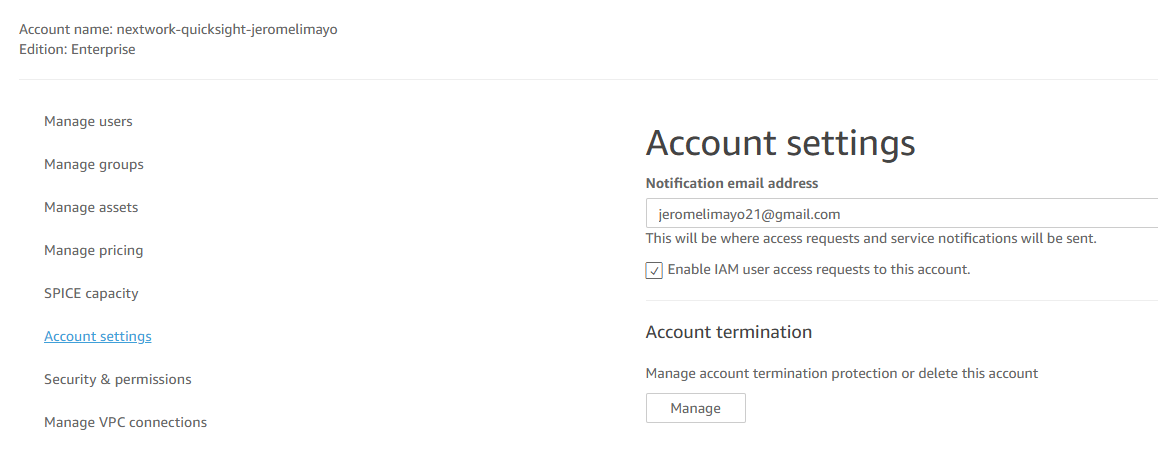 Account name: nextwork-quicksight-jeromelimayo
Edition: Enterprise
Manage users
Manage groups
Manage assets
Manage pricing
SPICE capacity
Account settings
Security & permissions
Manage VPC connections
Account settings
Notification email address
jeromelimayo21@gmail.com
This will be where access requests and service notifications will be sent.
Enable IAM user access requests to this account.
Account termination
Manage account termination protection or delete this account
Manage